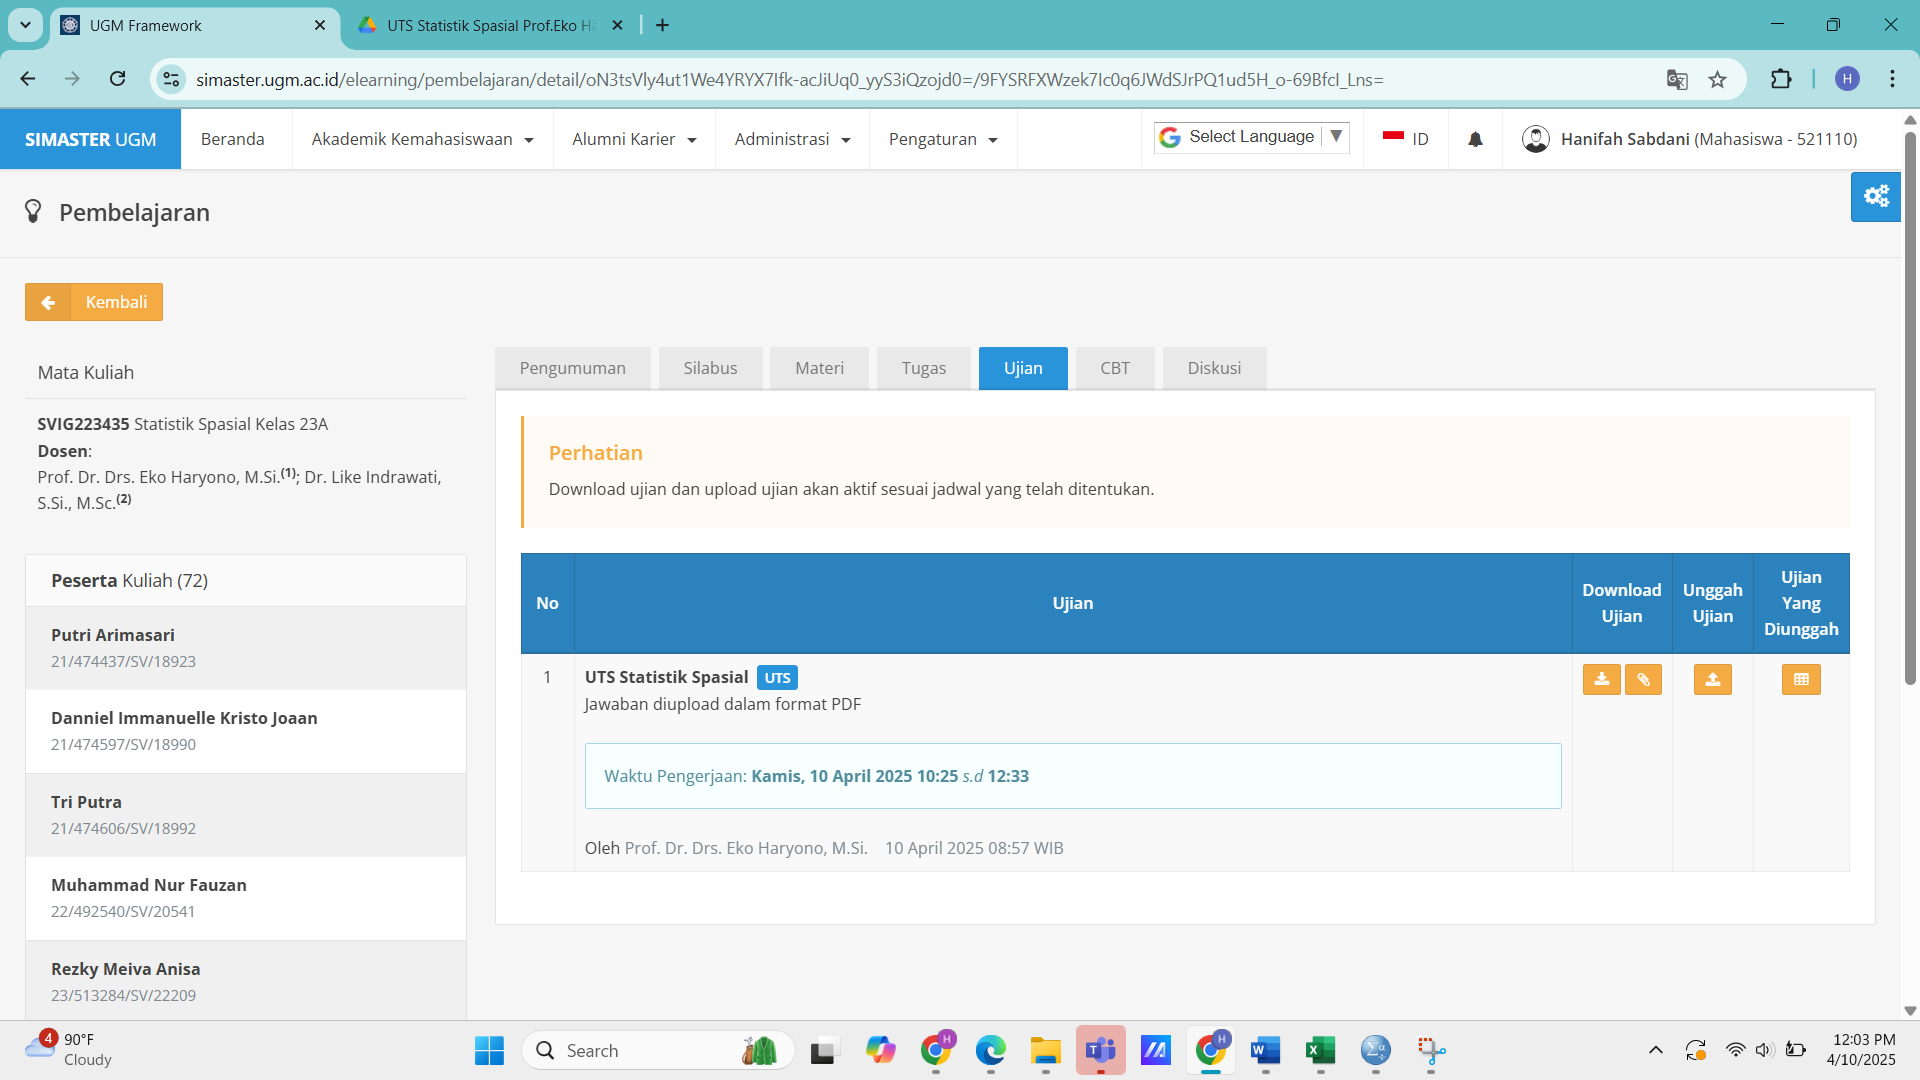 UGM Framework
UTS Statistik Spasial Prof.Eko Ha
simaster.ugm.ac.id/elearning/pembelajaran/detail/oN3tsVly4ut1We4YRYX7Ifk-acJiUq0_yyS3iQzojd0=/9FYSRFXWzek7Ic0q6JWdSJrPQ1ud5H_o-69BfcI_Lns=
H
SIMASTER UGM
Beranda
Akademik Kemahasiswaan
Alumni Karier
Administrasi
Pengaturan
Select Language
ID
Hanifah Sabdani (Mahasiswa - 521110)
Pembelajaran
Kembali
Mata Kuliah
SVIG223435 Statistik Spasial Kelas 23A
Dosen:
Prof. Dr. Drs. Eko Haryono, M.Si.(1); Dr. Like Indrawati,
S.Si., M.Sc.(2)
Peserta Kuliah (72)
Putri Arimasari
21/474437/SV/18923
Danniel Immanuelle Kristo Joaan
21/474597/SV/18990
Tri Putra
21/474606/SV/18992
Muhammad Nur Fauzan
22/492540/SV/20541
Rezky Meiva Anisa
23/513284/SV/22209
Pengumuman
Silabus
Materi
Tugas
Ujian
CBT
Diskusi
Perhatian
Download ujian dan upload ujian akan aktif sesuai jadwal yang telah ditentukan.
No
Ujian
Download
Ujian
Unggah
Ujian
Ujian
Yang
Diunggah
1
UTS Statistik Spasial UTS
Jawaban diupload dalam format PDF
Waktu Pengerjaan: Kamis, 10 April 2025 10:25 s.d 12:33
Oleh Prof. Dr. Drs. Eko Haryono, M.Si. 10 April 2025 08:57 WIB
4
90°F
Cloudy
Search
H
H
12:03 PM
4/10/2025